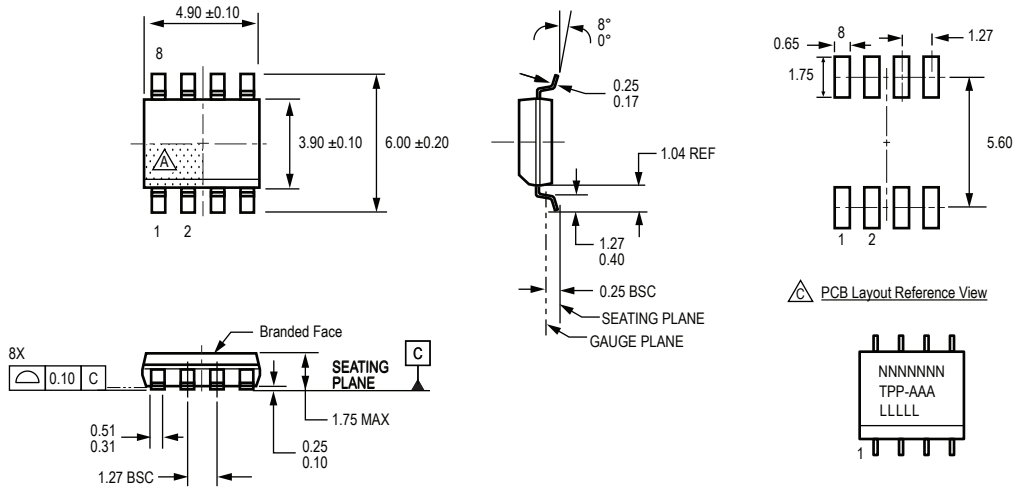 4.90 ±0.10
8
3.90 ±0.10
6.00 ±0.20
A
1 2
8°
0°
0.25
0.17
1.04 REF
1.27
0.40
0.25 BSC
SEATING PLANE
GAUGE PLANE
0.65
8
1.27
1.75
5.60
1 2
C PCB Layout Reference View
Branded Face
8X
0.10 C
SEATING
PLANE
C
1.75 MAX
0.51
0.31
0.25
0.10
1.27 BSC
NNNNNNN
TPP-AAA
LLLLL
1